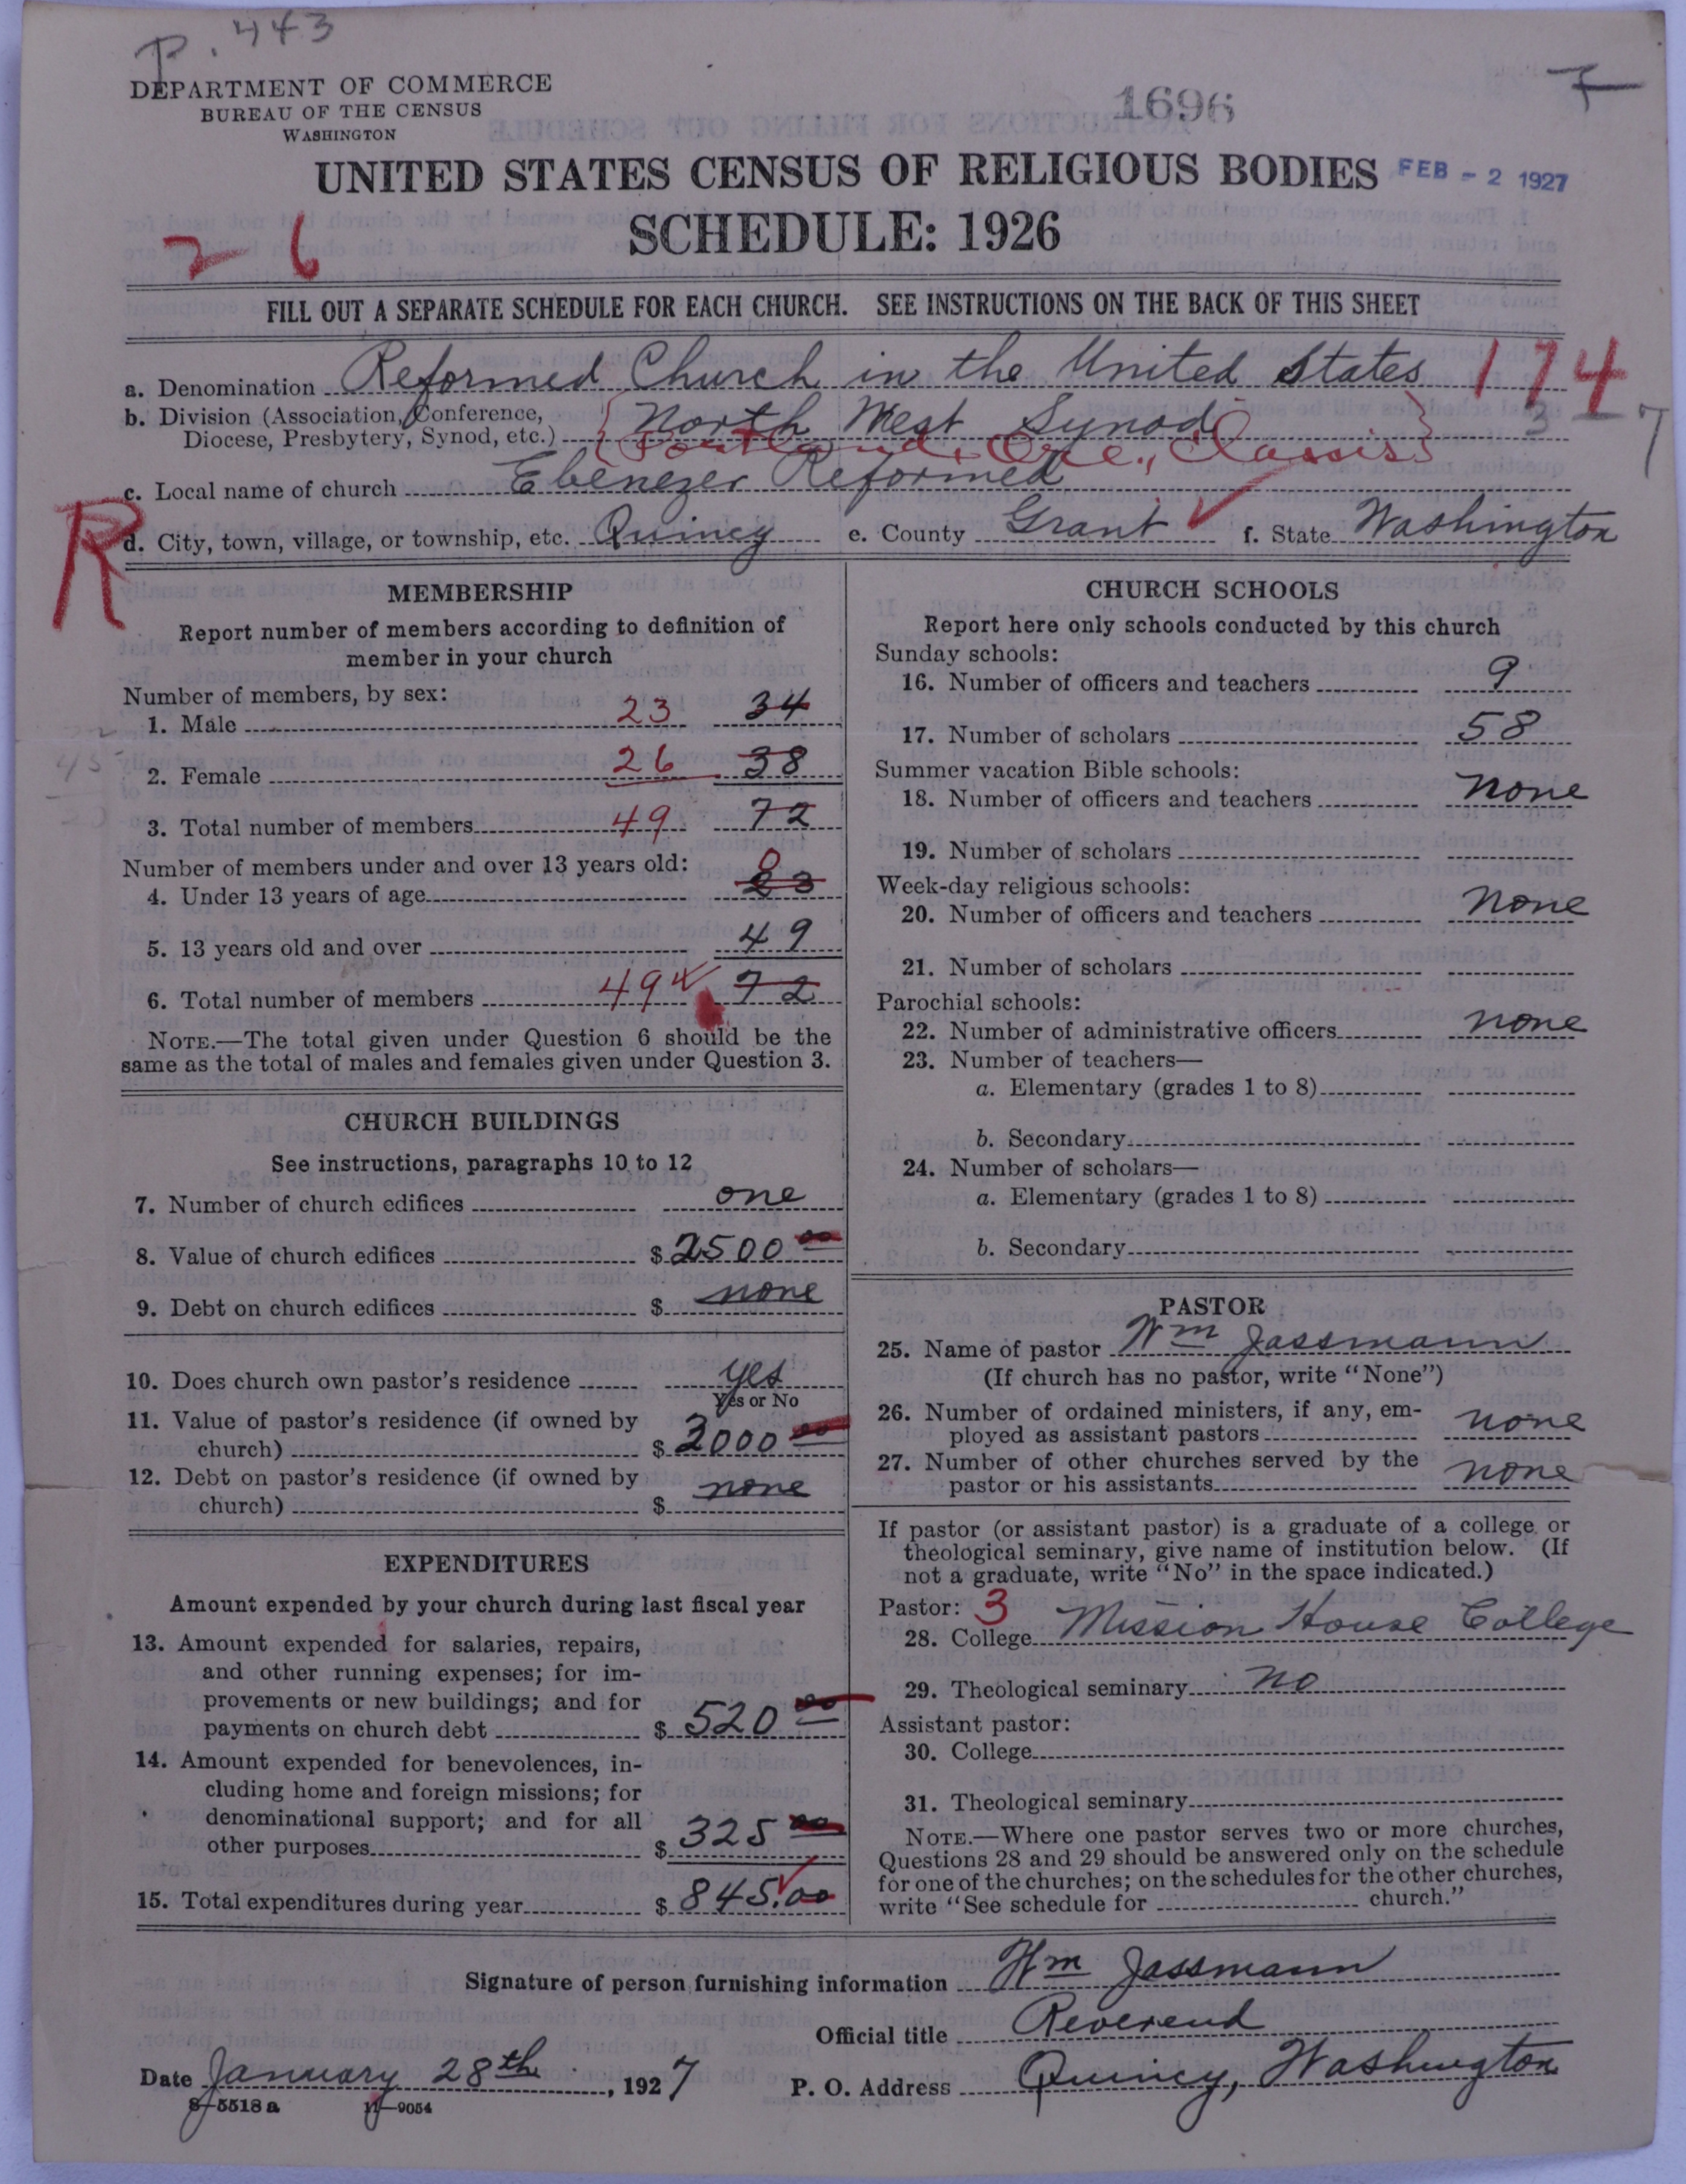 P. 443
DEPARTMENT OF COMMERCE
BUREAU OF THE CENSUS
WASHINGTON
1696
7
UNITED STATES CENSUS OF RELIGIOUS BODIES
FEB - 2 1927
SCHEDULE: 1926
2 6
FILL OUT A SEPARATE SCHEDULE FOR EACH CHURCH. SEE INSTRUCTIONS ON THE BACK OF THIS SHEET
a. Denomination Reformed Church in the United States 174
b. Division (Association, Conference, Diocese, Presbytery, Synod, etc.) North West Synod 3 7
Portland, Ore., Classis
c. Local name of church Ebenezer Reformed
R
d. City, town, village, or township, etc. Quincy e. County Grant f. State Washington
MEMBERSHIP
Report number of members according to definition of
member in your church
Number of members, by sex:
1. Male 23 34
2. Female 26 38
3. Total number of members 49 72
Number of members under and over 13 years old:
4. Under 13 years of age 0 23
5. 13 years old and over 49
6. Total number of members 49 72
NOTE.—The total given under Question 6 should be the
same as the total of males and females given under Question 3.
CHURCH BUILDINGS
See instructions, paragraphs 10 to 12
7. Number of church edifices one
8. Value of church edifices $ 2500 00
9. Debt on church edifices $ none
10. Does church own pastor's residence yes
Yes or No
11. Value of pastor's residence (if owned by
church) $ 2000 00
12. Debt on pastor's residence (if owned by
church) $ none
EXPENDITURES
Amount expended by your church during last fiscal year
13. Amount expended for salaries, repairs,
and other running expenses; for im-
provements or new buildings; and for
payments on church debt $ 520 00
14. Amount expended for benevolences, in-
cluding home and foreign missions; for
denominational support; and for all
other purposes $ 325 00
15. Total expenditures during year $ 845.00
CHURCH SCHOOLS
Report here only schools conducted by this church
Sunday schools:
16. Number of officers and teachers 9
17. Number of scholars 58
Summer vacation Bible schools:
18. Number of officers and teachers none
19. Number of scholars
Week-day religious schools:
20. Number of officers and teachers none
21. Number of scholars
Parochial schools:
22. Number of administrative officers none
23. Number of teachers—
a. Elementary (grades 1 to 8)
b. Secondary
24. Number of scholars—
a. Elementary (grades 1 to 8)
b. Secondary
PASTOR
25. Name of pastor Wm Jassmann
(If church has no pastor, write "None")
26. Number of ordained ministers, if any, em-
ployed as assistant pastors none
27. Number of other churches served by the
pastor or his assistants none
If pastor (or assistant pastor) is a graduate of a college or
theological seminary, give name of institution below. (If
not a graduate, write "No" in the space indicated.)
Pastor: 3
28. College Mission House College
29. Theological seminary no
Assistant pastor:
30. College
31. Theological seminary
NOTE.—Where one pastor serves two or more churches,
Questions 28 and 29 should be answered only on the schedule
for one of the churches; on the schedules for the other churches,
write "See schedule for church."
Signature of person furnishing information Wm Jassmann
Official title Reverend
Date January 28th, 1927 P. O. Address Quincy, Washington
8—5518 a 11—9054